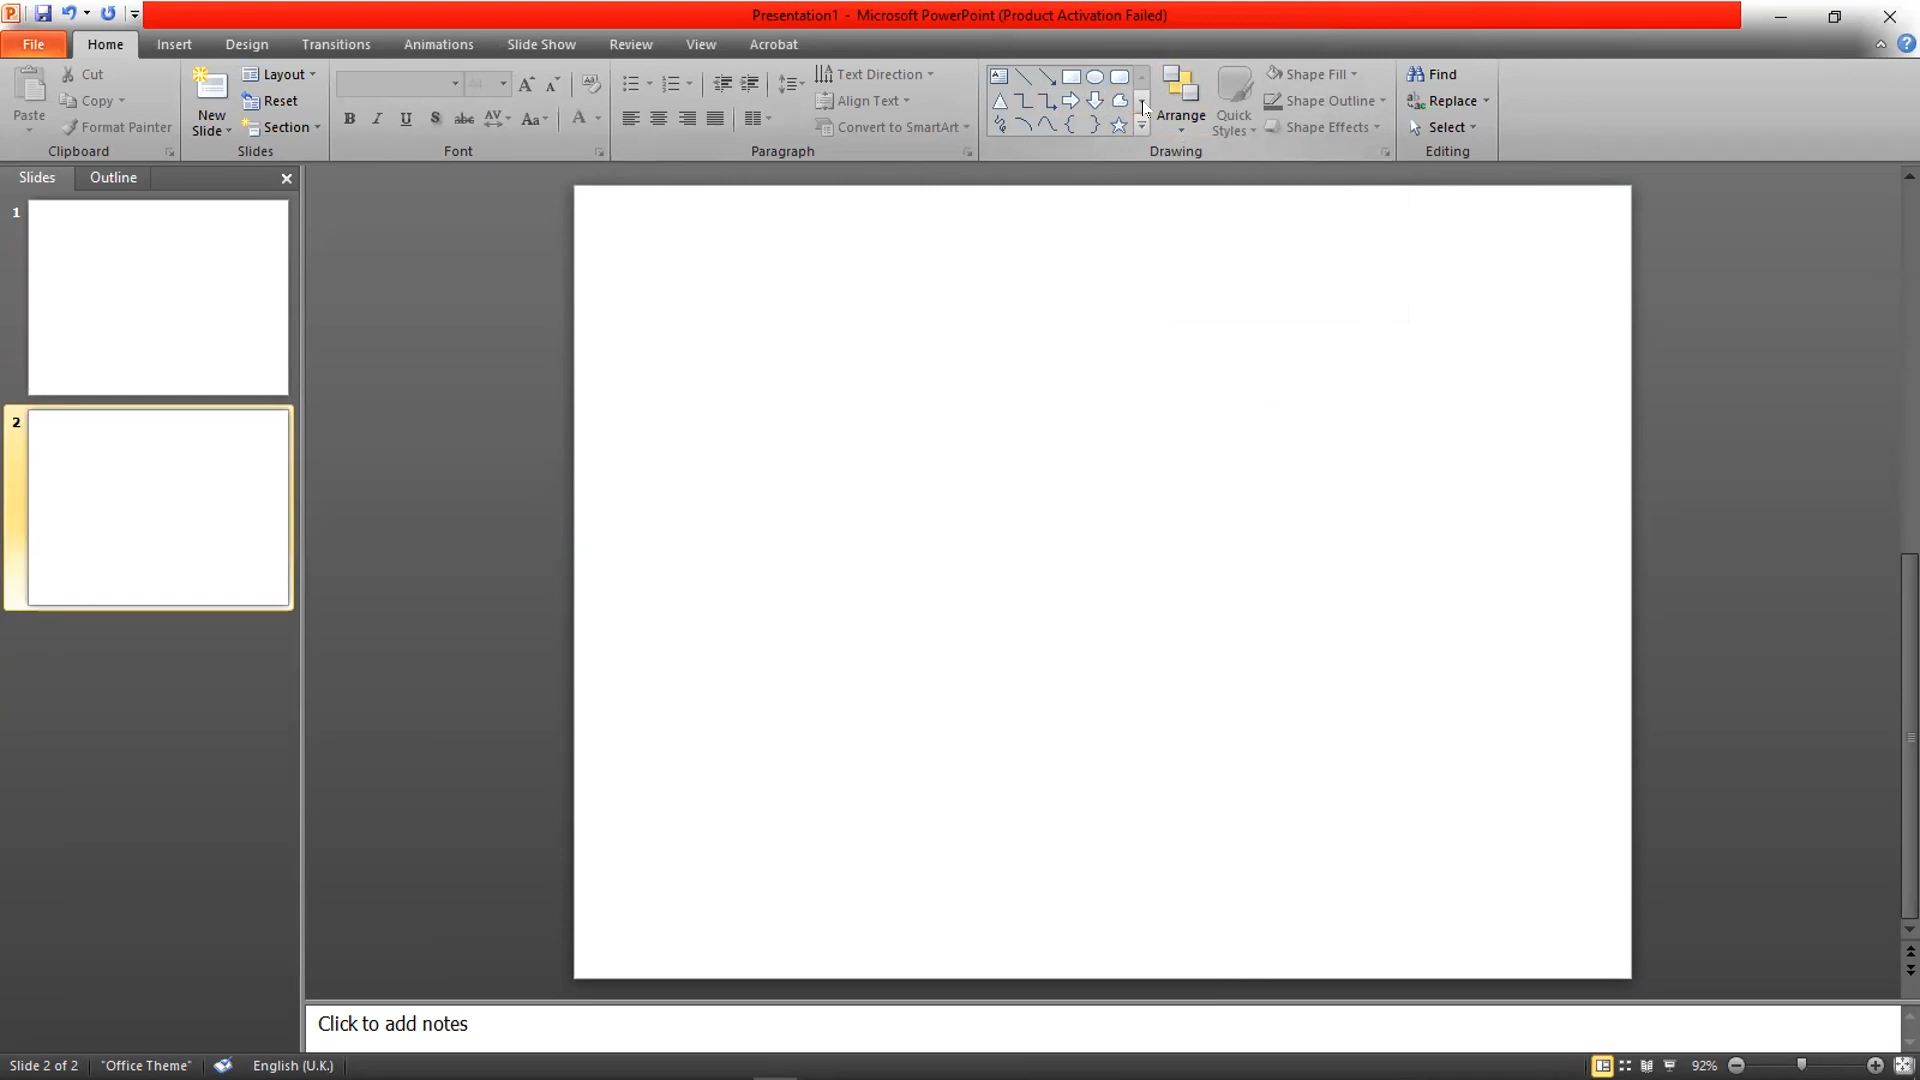 Presentation1 - Microsoft PowerPoint (Product Activation Failed)
File Home Insert Design Transitions Animations Slide Show Review View Acrobat
Paste
Cut
Copy
Format Painter
Clipboard
New Slide
Layout
Reset
Section
Slides
B I U S abc AV Aa A
Font
Text Direction
Align Text
Convert to SmartArt
Paragraph
Arrange
Quick Styles
Shape Fill
Shape Outline
Shape Effects
Drawing
Find
Replace
Select
Editing
Slides Outline
1
2
Click to add notes
Slide 2 of 2 "Office Theme" English (U.K.) 92%